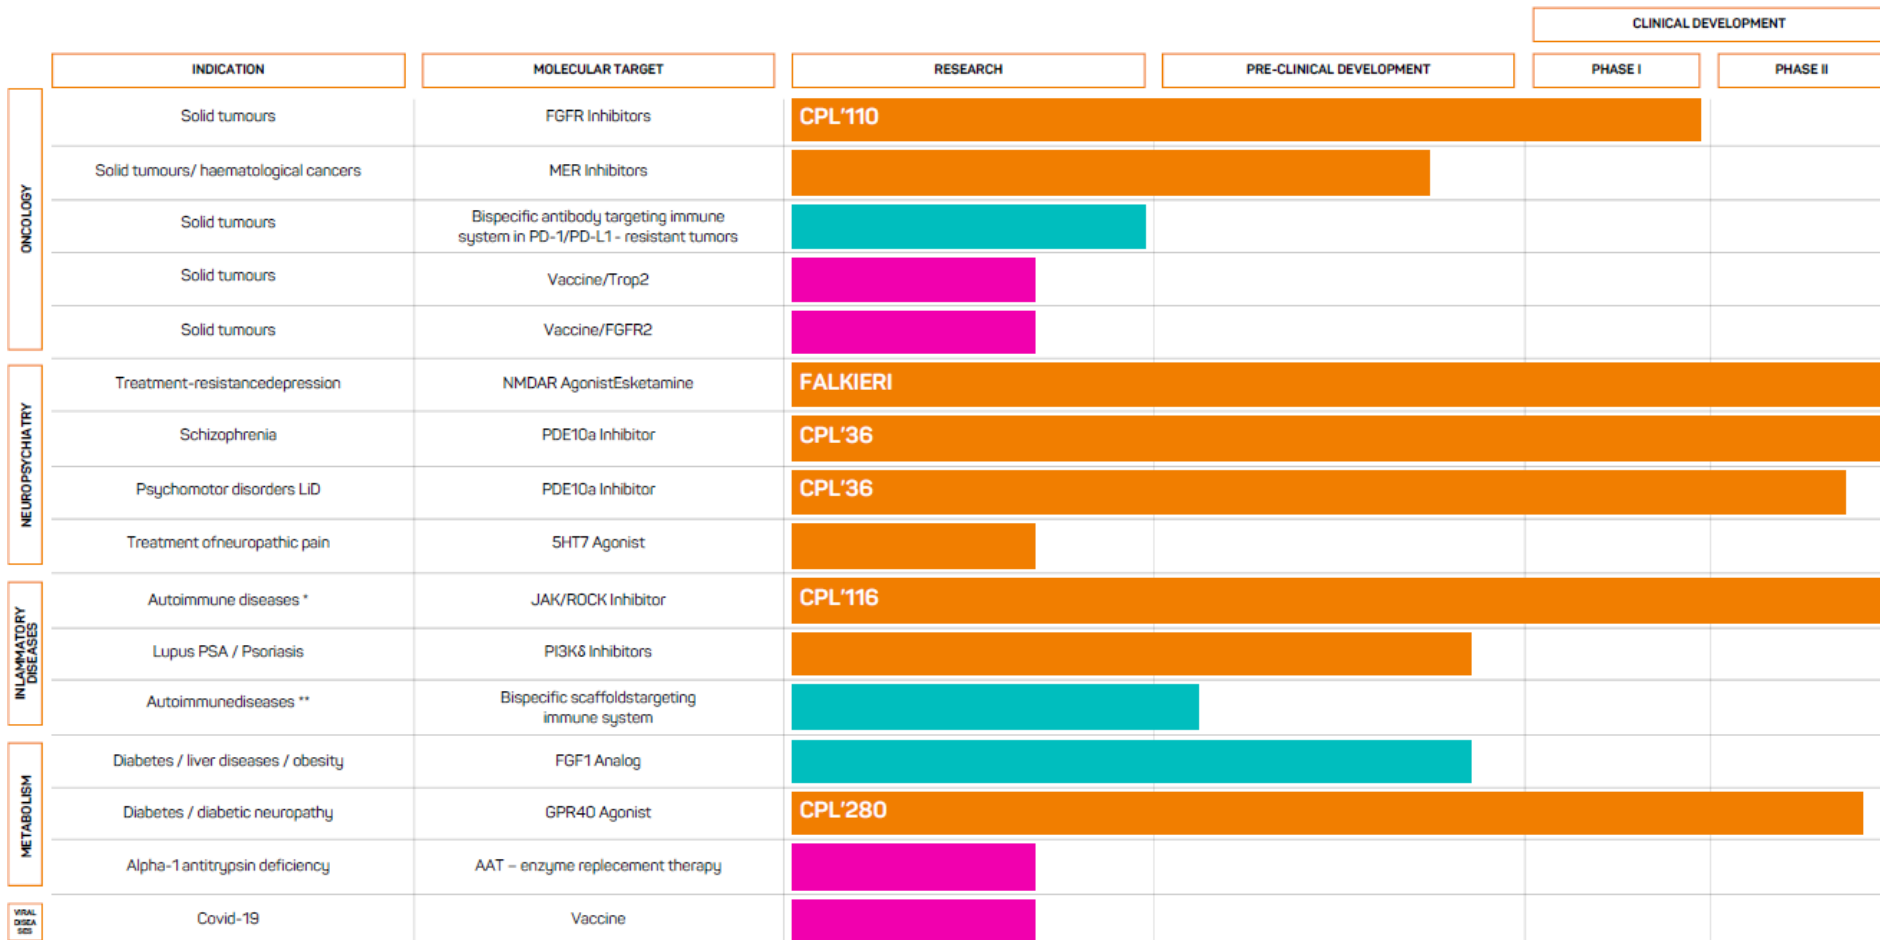 CLINICAL DEVELOPMENT
INDICATION
MOLECULAR TARGET
RESEARCH
PRE-CLINICAL DEVELOPMENT
PHASE I
PHASE II
ONCOLOGY
Solid tumours
FGFR Inhibitors
CPL'110
Solid tumours/ haematological cancers
MER Inhibitors
Solid tumours
Bispecific antibody targeting immune
system in PD-1/PD-L1 - resistant tumors
Solid tumours
Vaccine/Trop2
Solid tumours
Vaccine/FGFR2
NEUROPSYCHIATRY
Treatment-resistancedepression
NMDAR AgonistEsketamine
FALKIERI
Schizophrenia
PDE10a Inhibitor
CPL'36
Psychomotor disorders LiD
PDE10a Inhibitor
CPL'36
Treatment ofneuropathic pain
5HT7 Agonist
INLAMMATORY
DISEASES
Autoimmune diseases *
JAK/ROCK Inhibitor
CPL'116
Lupus PSA / Psoriasis
PI3Kδ Inhibitors
Autoimmunediseases **
Bispecific scaffoldstargeting
immune system
METABOLISM
Diabetes / liver diseases / obesity
FGF1 Analog
Diabetes / diabetic neuropathy
GPR40 Agonist
CPL'280
Alpha-1 antitrypsin deficiency
AAT – enzyme replecement therapy
VIRAL
DISEA
SES
Covid-19
Vaccine